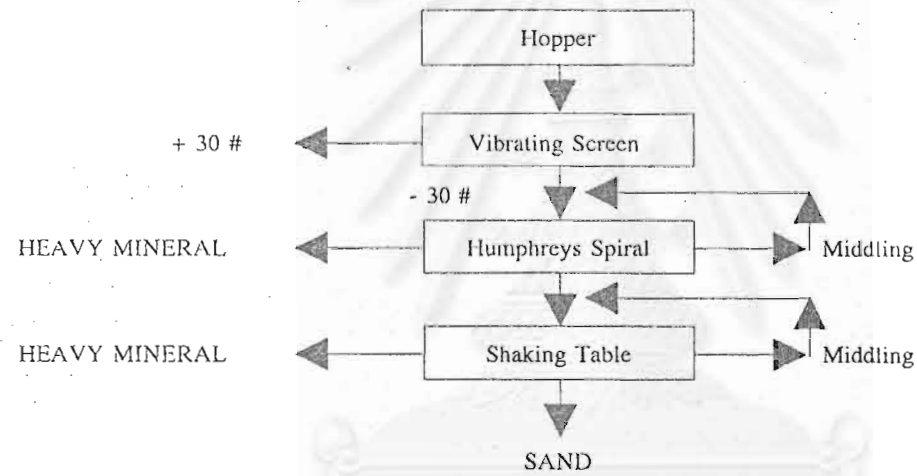 Hopper
+ 30 #
Vibrating Screen
- 30 #
HEAVY MINERAL
Humphreys Spiral
Middling
HEAVY MINERAL
Shaking Table
Middling
SAND